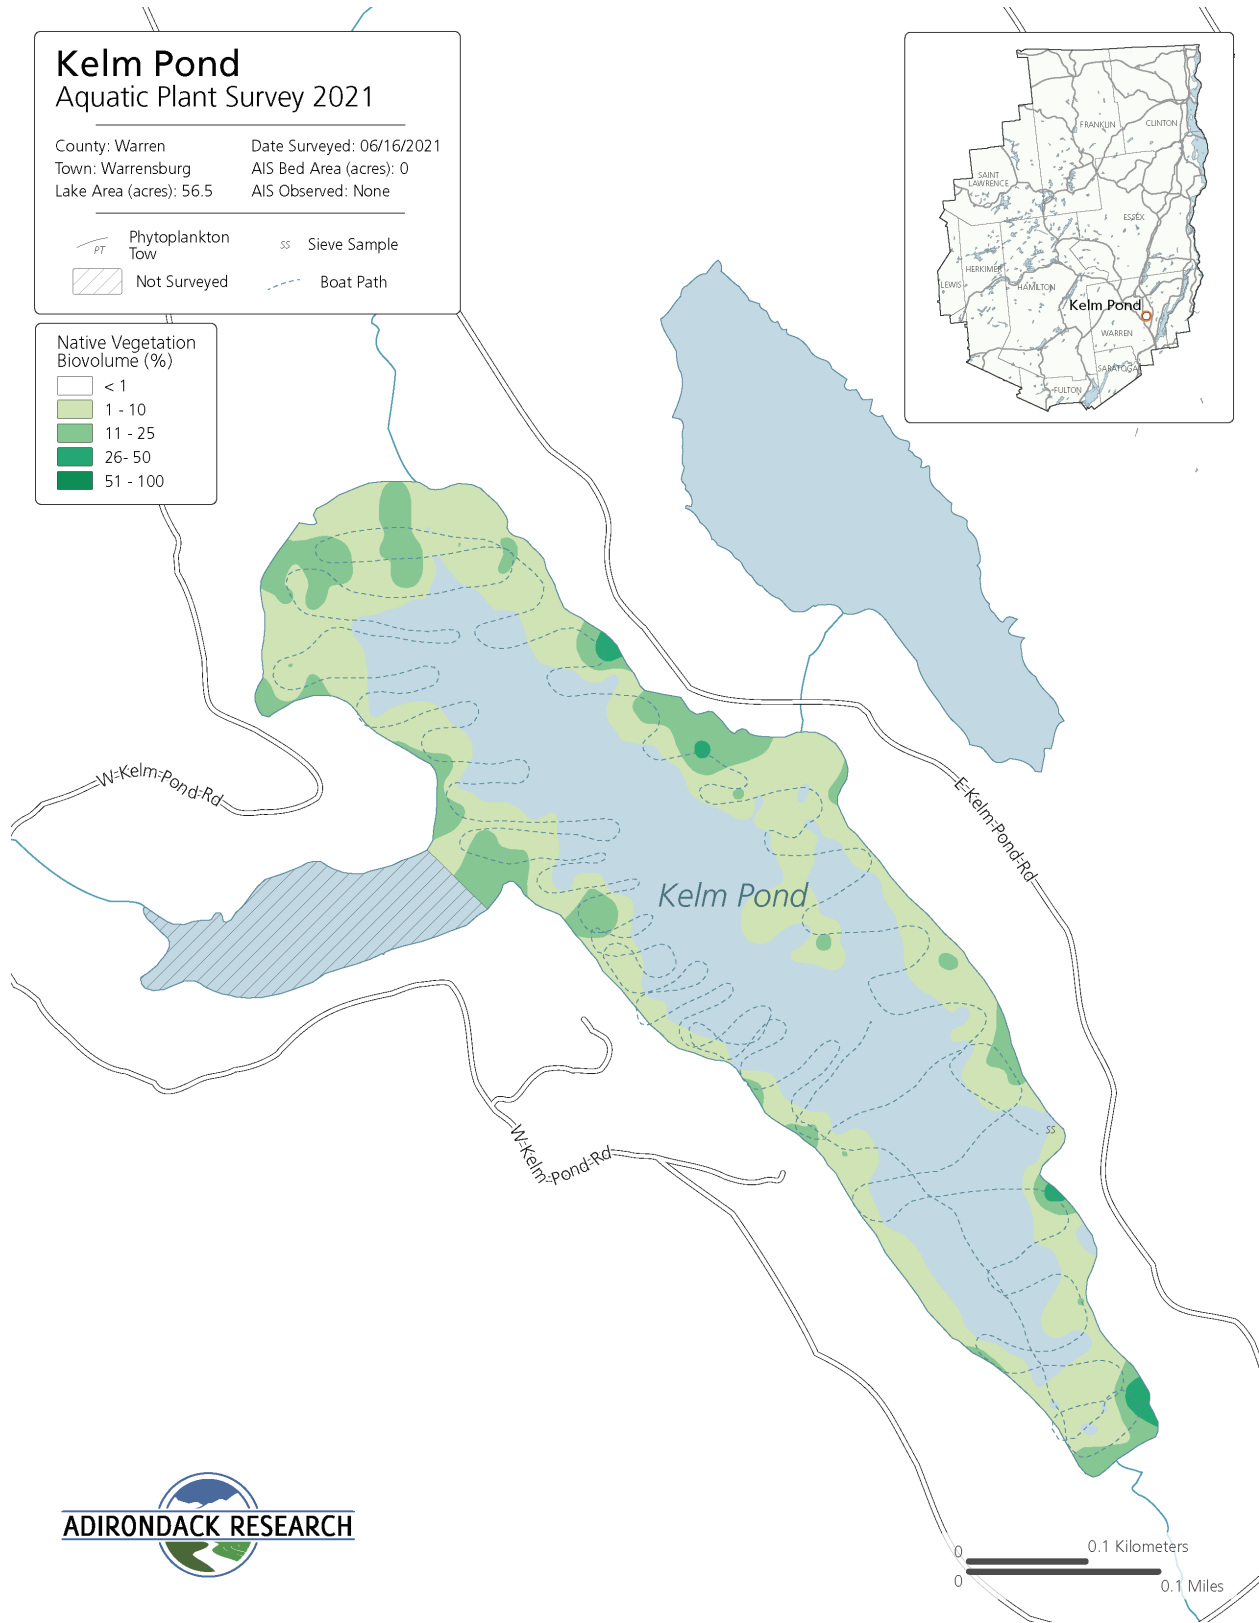 Kelm Pond
Aquatic Plant Survey 2021
County: Warren
Date Surveyed: 06/16/2021
Town: Warrensburg
AIS Bed Area (acres): 0
Lake Area (acres): 56.5
AIS Observed: None
PT
Phytoplankton
Tow
SS
Sieve Sample
Not Surveyed
Boat Path
Native Vegetation
Biovolume (%)
< 1
1 - 10
11 - 25
26- 50
51 - 100
FRANKLIN
CLINTON
SAINT
LAWRENCE
ESSEX
HERKIMER
LEWIS
HAMILTON
Kelm Pond
WARREN
SARATOGA
FULTON
W-Kelm-Pond-Rd
E-Kelm-Pond-Rd
Kelm Pond
SS
W-Kelm-Pond-Rd
ADIRONDACK RESEARCH
0
0.1 Kilometers
0
0.1 Miles